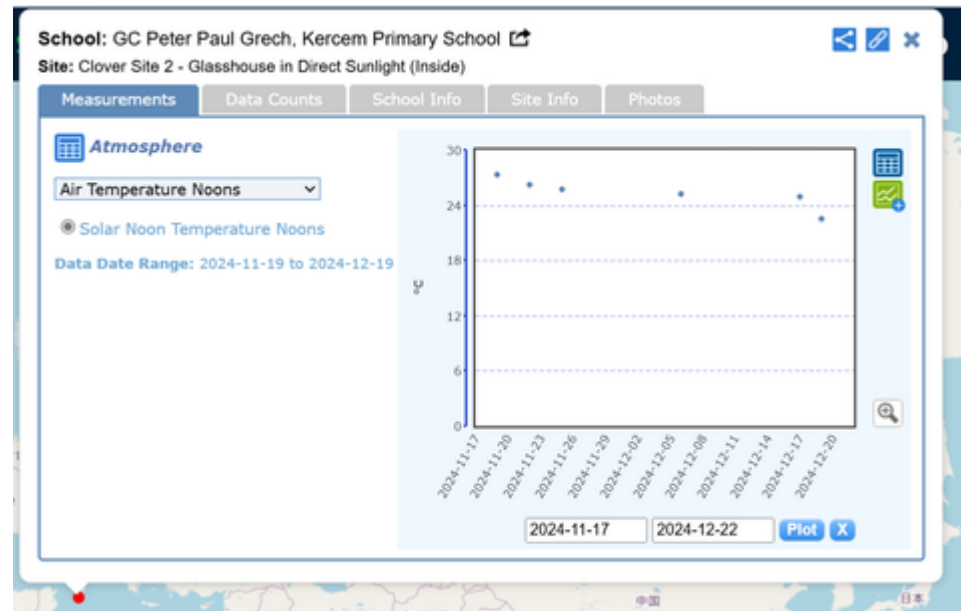 School: GC Peter Paul Grech, Kercem Primary School
Site: Clover Site 2 - Glasshouse in Direct Sunlight (Inside)
Measurements Data Counts School Info Site Info Photos
Atmosphere
Air Temperature Noons
Solar Noon Temperature Noons
Data Date Range: 2024-11-19 to 2024-12-19
°C
30
24
18
12
6
0
2024-11-17
2024-11-20
2024-11-23
2024-11-26
2024-11-29
2024-12-02
2024-12-05
2024-12-08
2024-12-11
2024-12-14
2024-12-17
2024-12-20
2024-11-17 2024-12-22 Plot X
中国
日本